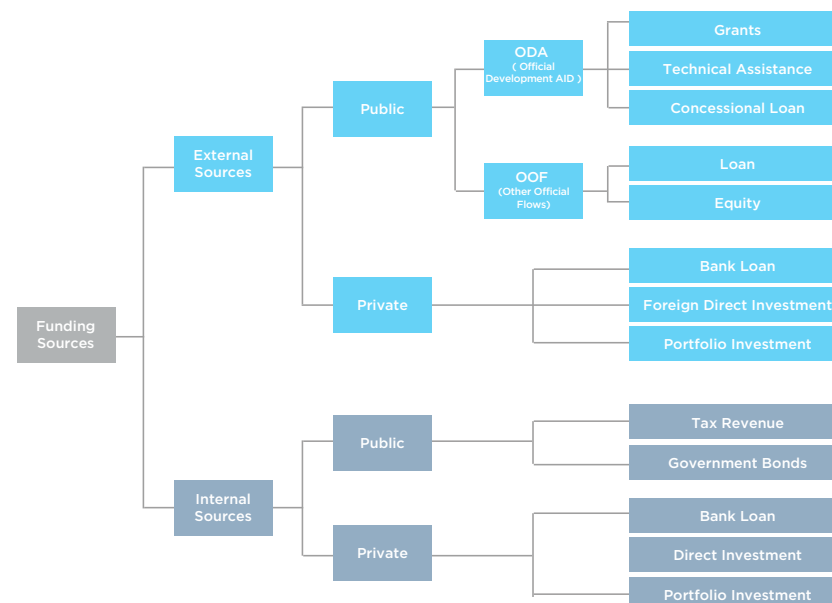 Funding
Sources
External
Sources
Public
ODA
( Official
Development AID )
Grants
Technical Assistance
Concessional Loan
OOF
(Other Official
Flows)
Loan
Equity
Private
Bank Loan
Foreign Direct Investment
Portfolio Investment
Internal
Sources
Public
Tax Revenue
Government Bonds
Private
Bank Loan
Direct Investment
Portfolio Investment